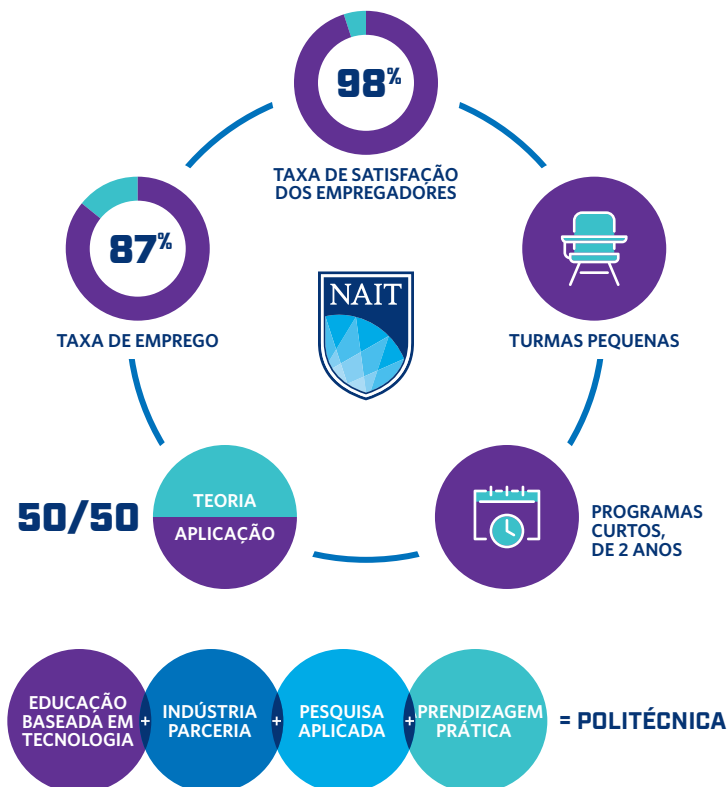 98%
TAXA DE SATISFAÇÃO
DOS EMPREGADORES
87%
TAXA DE EMPREGO
NAIT
TURMAS PEQUENAS
50/50
TEORIA
APLICAÇÃO
PROGRAMAS
CURTOS,
DE 2 ANOS
EDUCAÇÃO
BASEADA EM
TECNOLOGIA
+
INDÚSTRIA
PARCERIA
+
PESQUISA
APLICADA
+
PRENDIZAGEM
PRÁTICA
= POLITÉCNICA